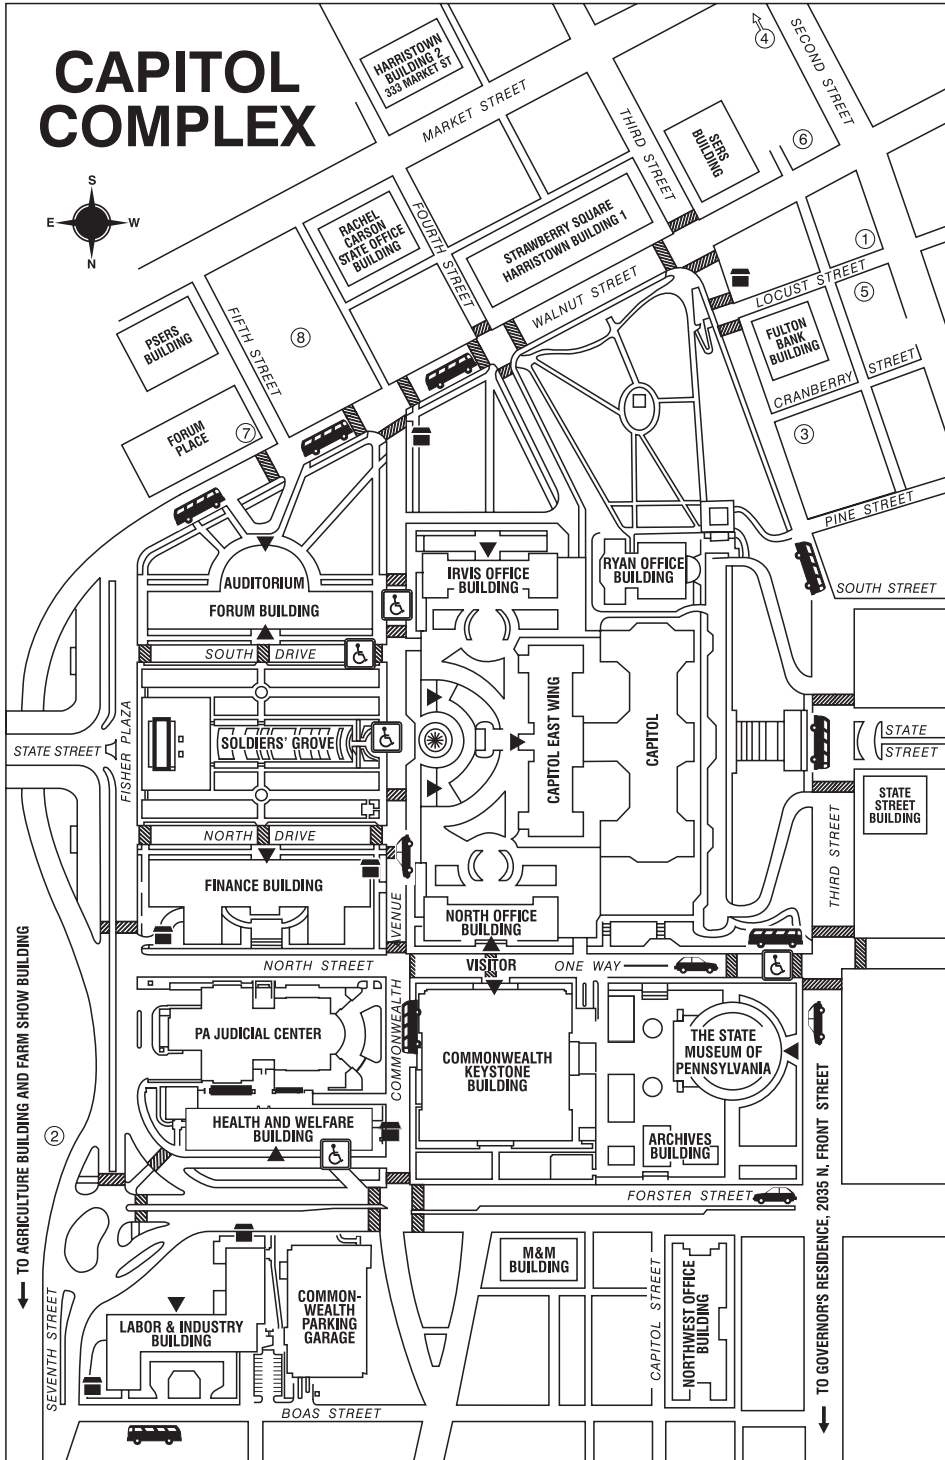 CAPITOL
COMPLEX
S
E
W
N
HARRISTOWN
BUILDING 2
333 MARKET ST
MARKET STREET
4
SECOND STREET
THIRD STREET
SERS
BUILDING
6
RACHEL
CARSON
STATE OFFICE
BUILDING
FOURTH STREET
STRAWBERRY SQUARE
HARRISTOWN BUILDING 1
WALNUT STREET
1
LOCUST STREET
5
PSERS
BUILDING
FIFTH STREET
8
FULTON
BANK
BUILDING
CRANBERRY STREET
FORUM
PLACE
7
3
PINE STREET
AUDITORIUM
FORUM BUILDING
IRVIS OFFICE
BUILDING
RYAN OFFICE
BUILDING
SOUTH STREET
SOUTH DRIVE
FISHER PLAZA
STATE STREET
SOLDIERS' GROVE
CAPITOL EAST WING
CAPITOL
STATE
STREET
STATE
STREET
BUILDING
NORTH DRIVE
THIRD STREET
FINANCE BUILDING
NORTH OFFICE
BUILDING
COMMONWEALTH AVENUE
NORTH STREET
VISITOR
ONE WAY
PA JUDICIAL CENTER
COMMONWEALTH
KEYSTONE
BUILDING
THE STATE
MUSEUM OF
PENNSYLVANIA
HEALTH AND WELFARE
BUILDING
ARCHIVES
BUILDING
2
TO AGRICULTURE BUILDING AND FARM SHOW BUILDING
FORSTER STREET
TO GOVERNOR'S RESIDENCE, 2035 N. FRONT STREET
M&M
BUILDING
SEVENTH STREET
LABOR & INDUSTRY
BUILDING
COMMON-
WEALTH
PARKING
GARAGE
CAPITOL STREET
NORTHWEST OFFICE
BUILDING
BOAS STREET